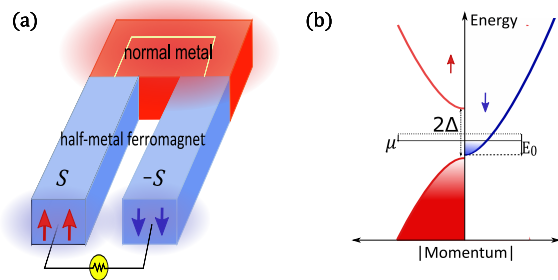 (a)
normal metal
half-metal ferromagnet
S
-S
(b)
Energy
2Δ
μ
E₀
|Momentum|